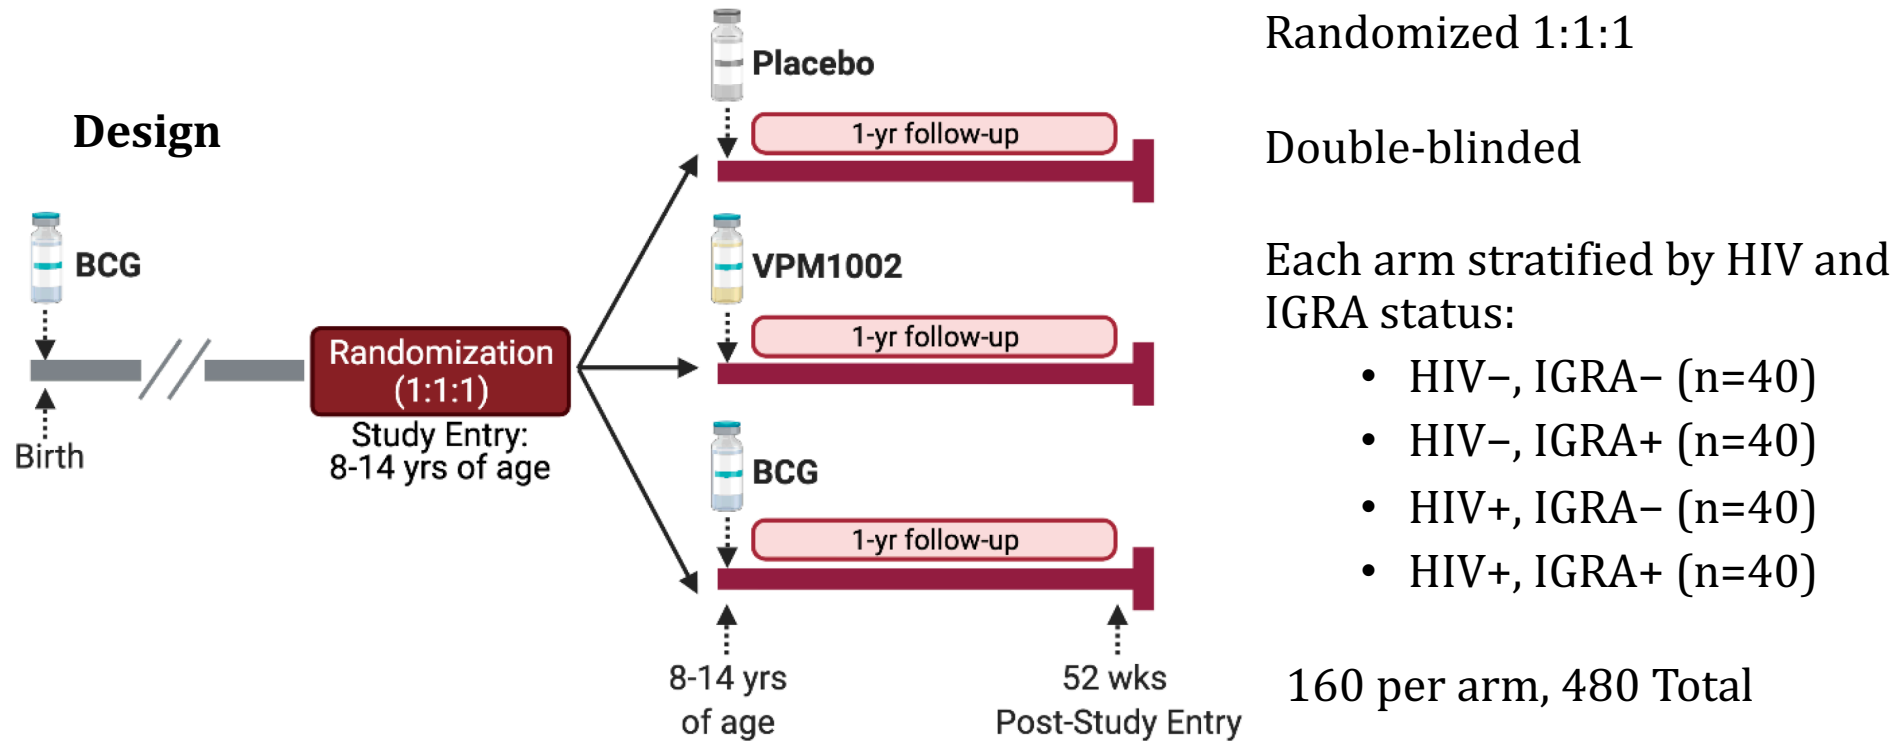 Design
BCG
Birth
Randomization
(1:1:1)
Study Entry:
8-14 yrs of age
Placebo
1-yr follow-up
VPM1002
1-yr follow-up
BCG
1-yr follow-up
8-14 yrs
of age
52 wks
Post-Study Entry
Randomized 1:1:1
Double-blinded
Each arm stratified by HIV and
IGRA status:
• HIV−, IGRA− (n=40)
• HIV−, IGRA+ (n=40)
• HIV+, IGRA− (n=40)
• HIV+, IGRA+ (n=40)
160 per arm, 480 Total